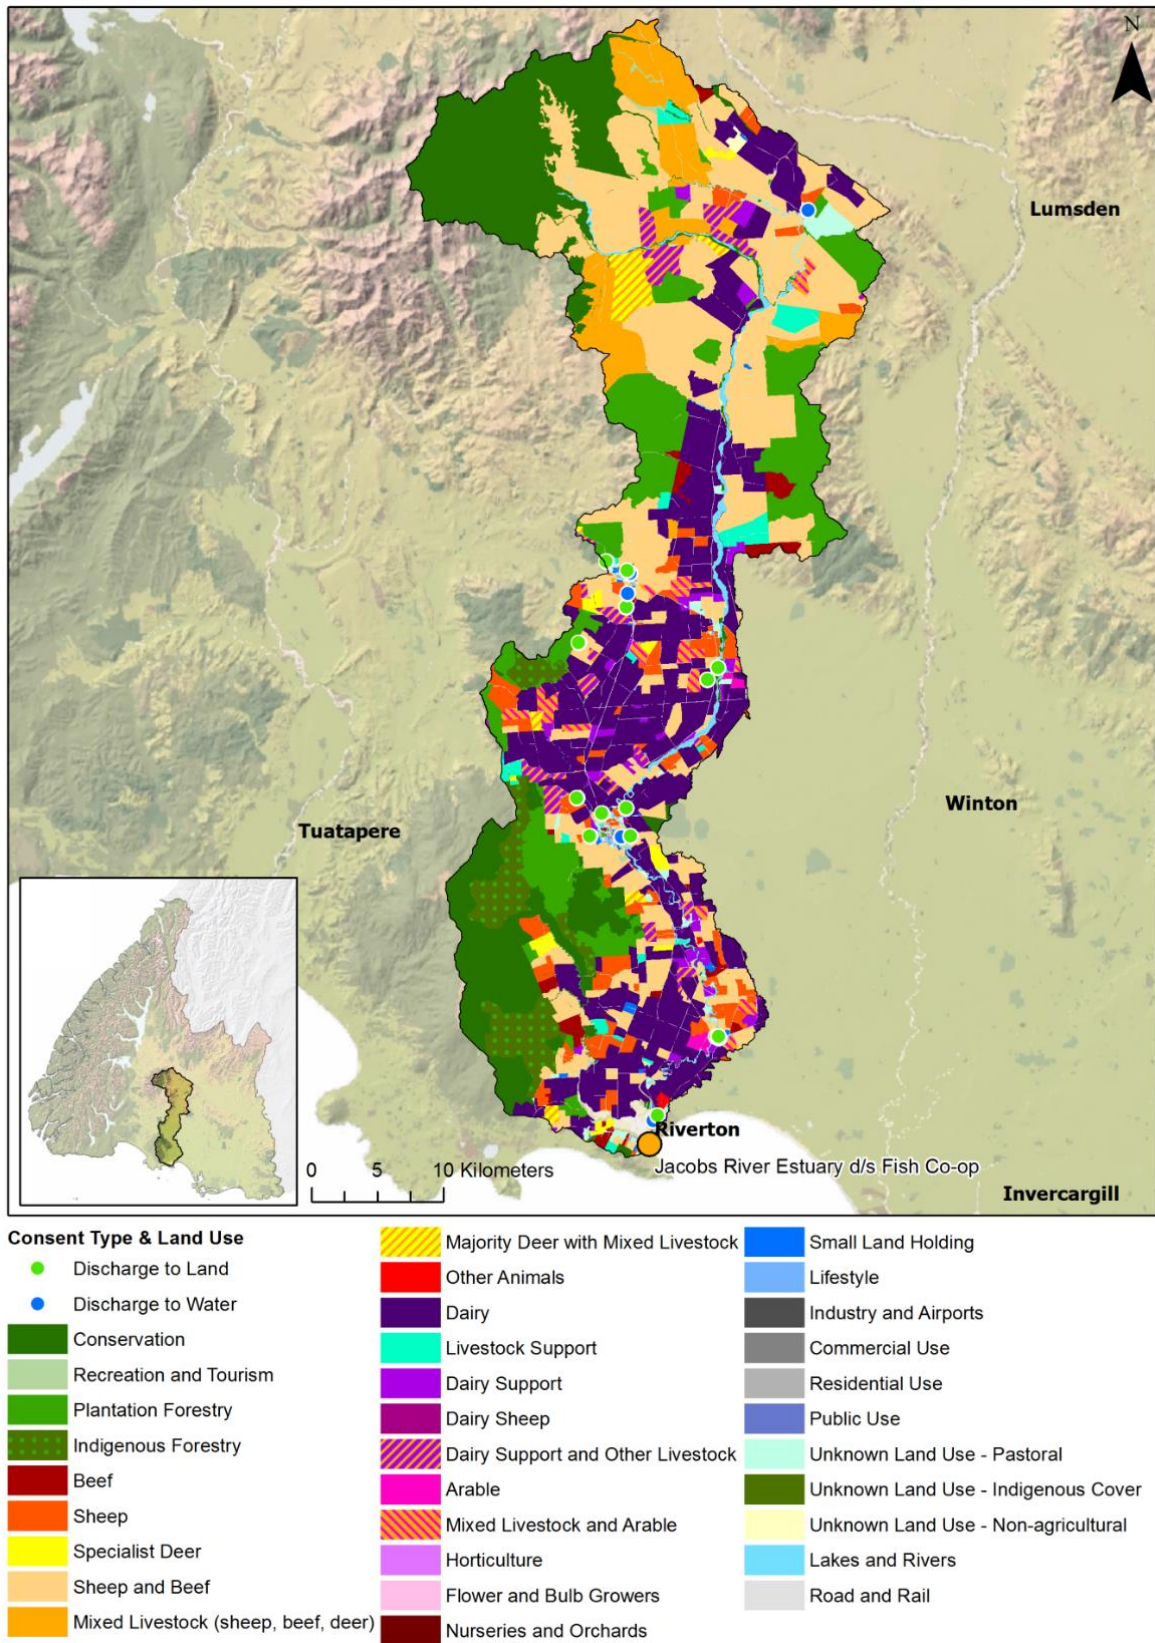 N
Lumsden
Winton
Tuatapere
Riverton
Jacobs River Estuary d/s Fish Co-op
Invercargill
0 5 10 Kilometers
Consent Type & Land Use
Discharge to Land
Discharge to Water
Conservation
Recreation and Tourism
Plantation Forestry
Indigenous Forestry
Beef
Sheep
Specialist Deer
Sheep and Beef
Mixed Livestock (sheep, beef, deer)
Majority Deer with Mixed Livestock
Other Animals
Dairy
Livestock Support
Dairy Support
Dairy Sheep
Dairy Support and Other Livestock
Arable
Mixed Livestock and Arable
Horticulture
Flower and Bulb Growers
Nurseries and Orchards
Small Land Holding
Lifestyle
Industry and Airports
Commercial Use
Residential Use
Public Use
Unknown Land Use - Pastoral
Unknown Land Use - Indigenous Cover
Unknown Land Use - Non-agricultural
Lakes and Rivers
Road and Rail